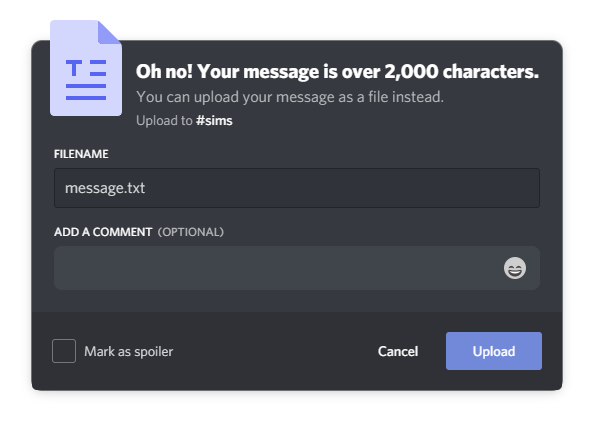 Oh no! Your message is over 2,000 characters.
You can upload your message as a file instead.
Upload to #sims
FILENAME
message.txt
ADD A COMMENT (OPTIONAL)
Mark as spoiler
Cancel
Upload